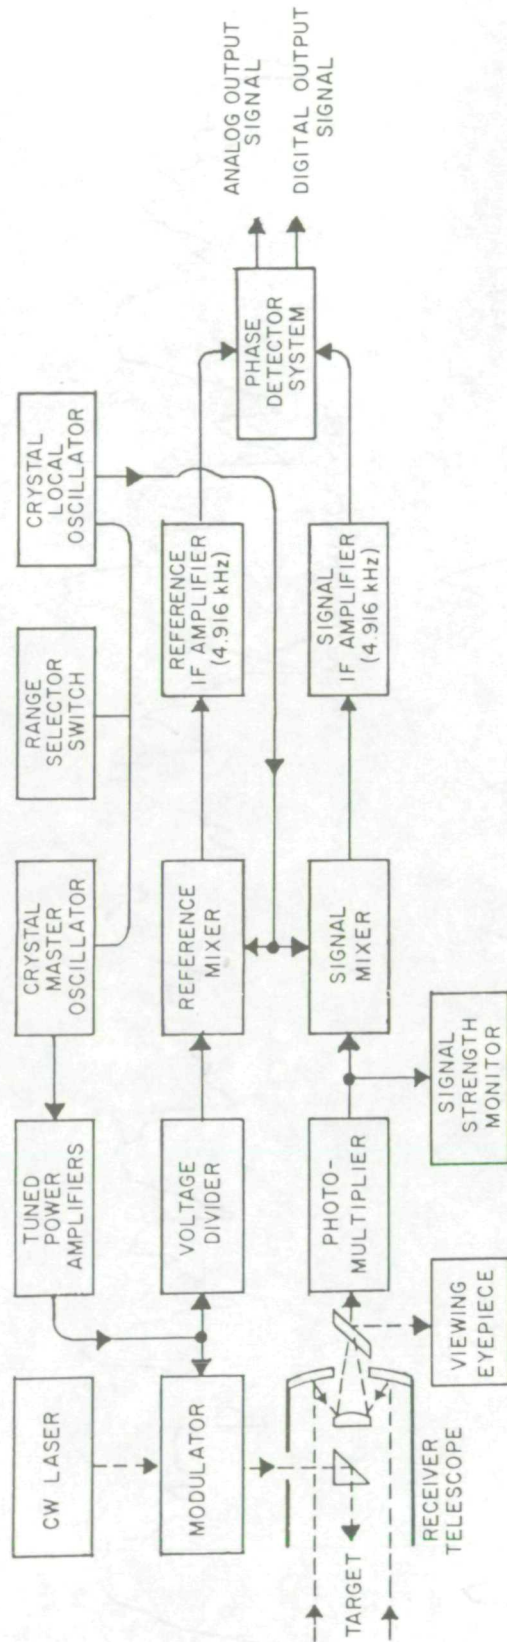 CW LASER
TUNED
POWER
AMPLIFIERS
CRYSTAL
MASTER
OSCILLATOR
RANGE
SELECTOR
SWITCH
CRYSTAL
LOCAL
OSCILLATOR
MODULATOR
VOLTAGE
DIVIDER
REFERENCE
MIXER
REFERENCE
IF AMPLIFIER
(4.916 kHz)
PHASE
DETECTOR
SYSTEM
ANALOG OUTPUT
SIGNAL
DIGITAL OUTPUT
SIGNAL
TARGET
PHOTO-
MULTIPLIER
SIGNAL
MIXER
SIGNAL
IF AMPLIFIER
(4.916 kHz)
RECEIVER
TELESCOPE
VIEWING
EYEPIECE
SIGNAL
STRENGTH
MONITOR